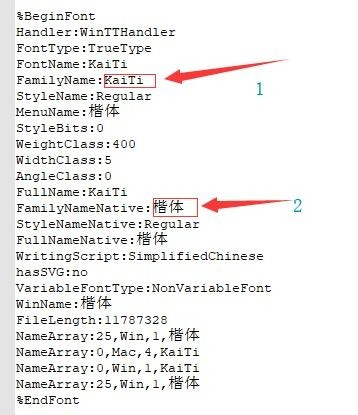 %BeginFont
Handler:WinTTHandler
FontType:TrueType
FontName:KaiTi
FamilyName:KaiTi
1
StyleName:Regular
MenuName:楷体
StyleBits:0
WeightClass:400
WidthClass:5
AngleClass:0
FullName:KaiTi
FamilyNameNative:楷体
2
StyleNameNative:Regular
FullNameNative:楷体
WritingScript:SimplifiedChinese
hasSVG:no
VariableFontType:NonVariableFont
WinName:楷体
FileLength:11787328
NameArray:25,Win,1,楷体
NameArray:0,Mac,4,KaiTi
NameArray:0,Win,1,KaiTi
NameArray:25,Win,1,楷体
%EndFont